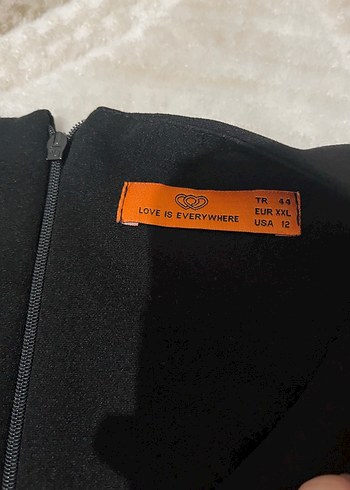 LOVE IS EVERYWHERE
TR 44
EUR XXL
USA 12